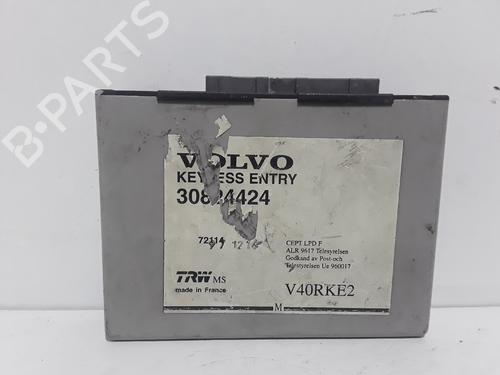 B-PARTS
VOLVO
KEYLESS ENTRY
30824424
72114
CEPT LPD F
ALR 9617 Telestyrelsen
Godkand av Post-och
Telestyrelsen Ue 960017
TRW MS
made in France
V40RKE2
M